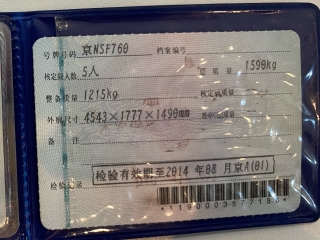 号牌号码 京NSF760 档案编号
核定载人数 5人 总质量 1590kg
整备质量 1215kg 核定载质量
外廓尺寸 4543×1777×1490
备注
检验有效期至2014年08月京A(01)
检验记录